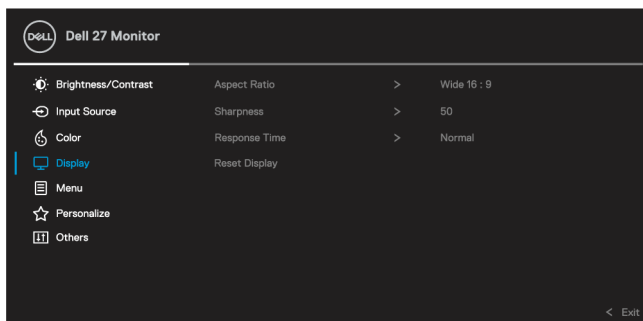 DELL Dell 27 Monitor
Brightness/Contrast Aspect Ratio > Wide 16 : 9
Input Source Sharpness > 50
Color Response Time > Normal
Display Reset Display
Menu
Personalize
Others
< Exit